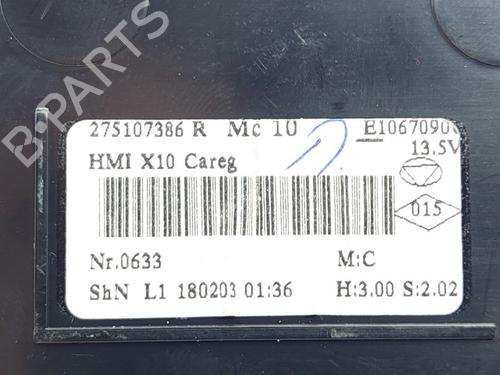 275107386 R Mc 10 E1067090
13.5V
HMI X10 Careg
015
Nr.0633 M:C
ShN L1 180203 01:36 H:3.00 S:2.02
B-PARTS